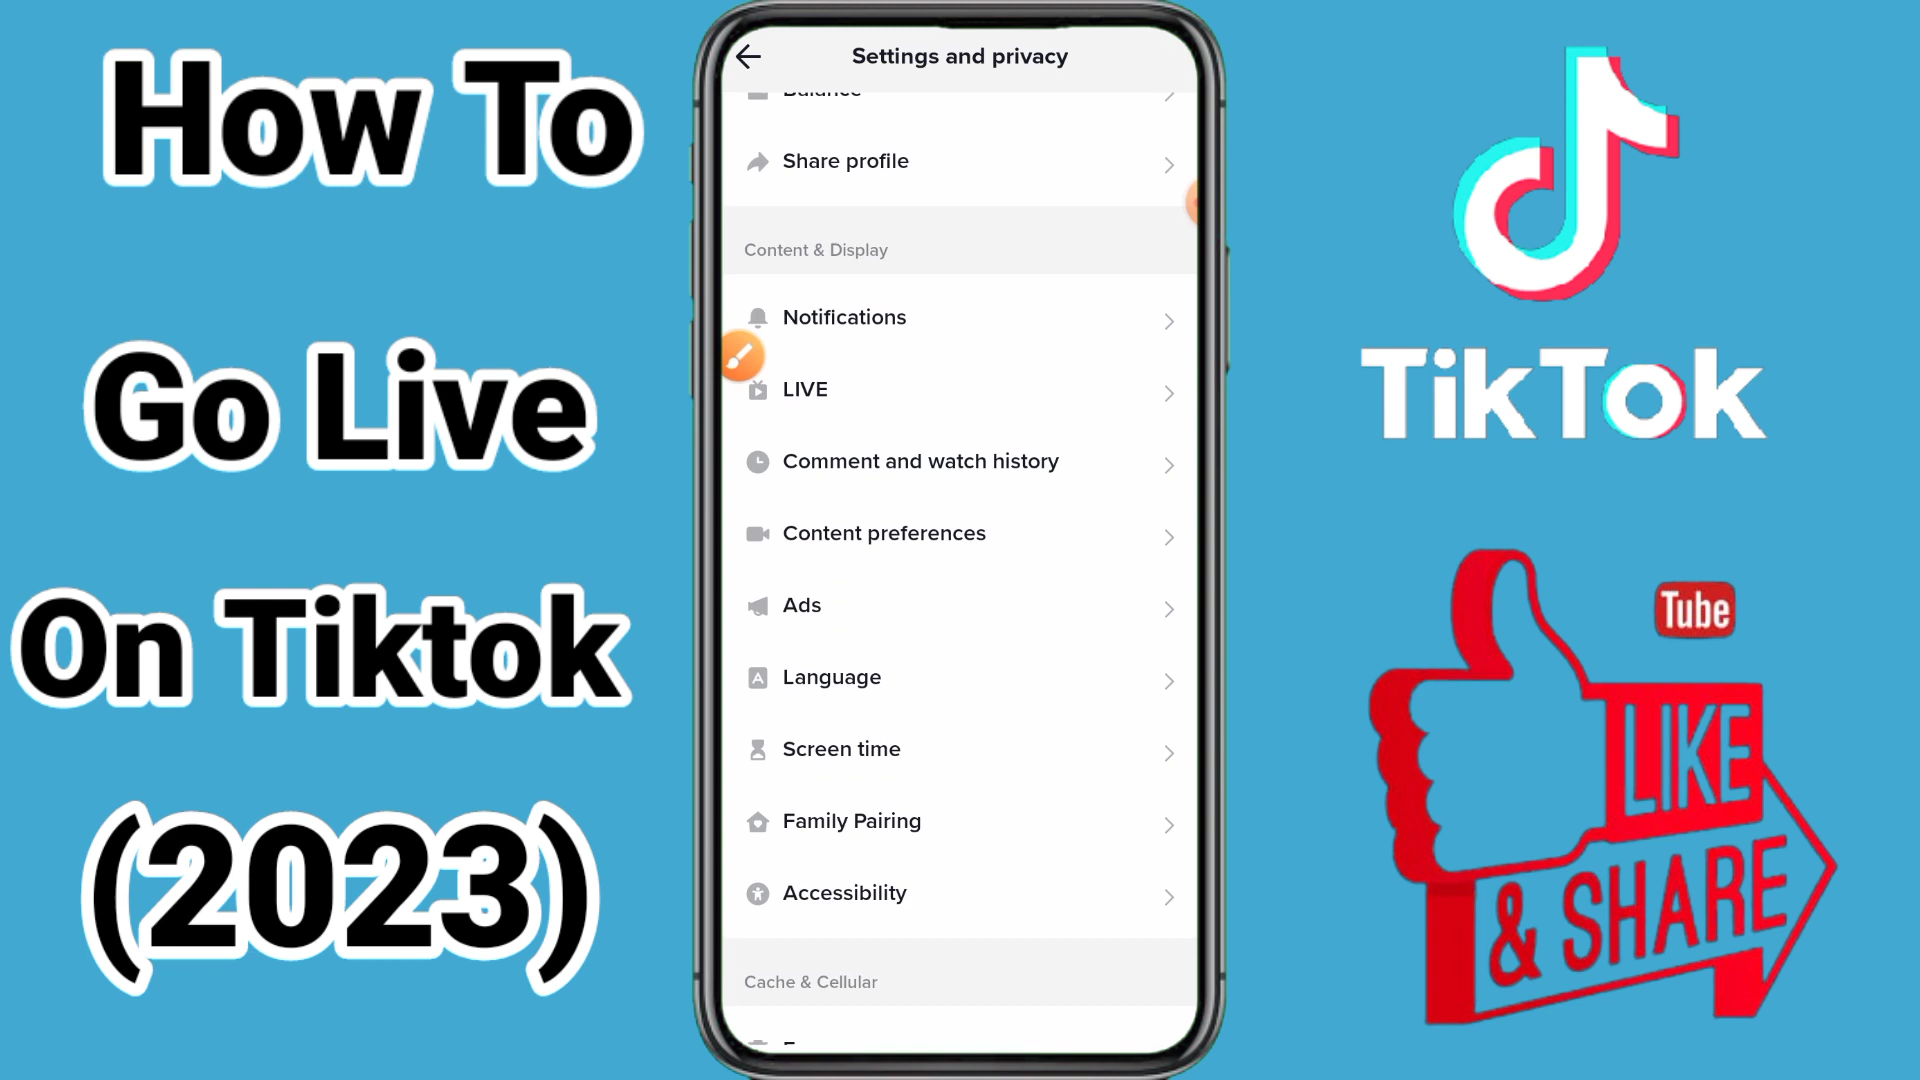 How To
Go Live
On Tiktok
(2023)
Settings and privacy
Balance
Share profile
Content & Display
Notifications
LIVE
Comment and watch history
Content preferences
Ads
A Language
Screen time
Family Pairing
Accessibility
Cache & Cellular
TikTok
Tube
LIKE
& SHARE